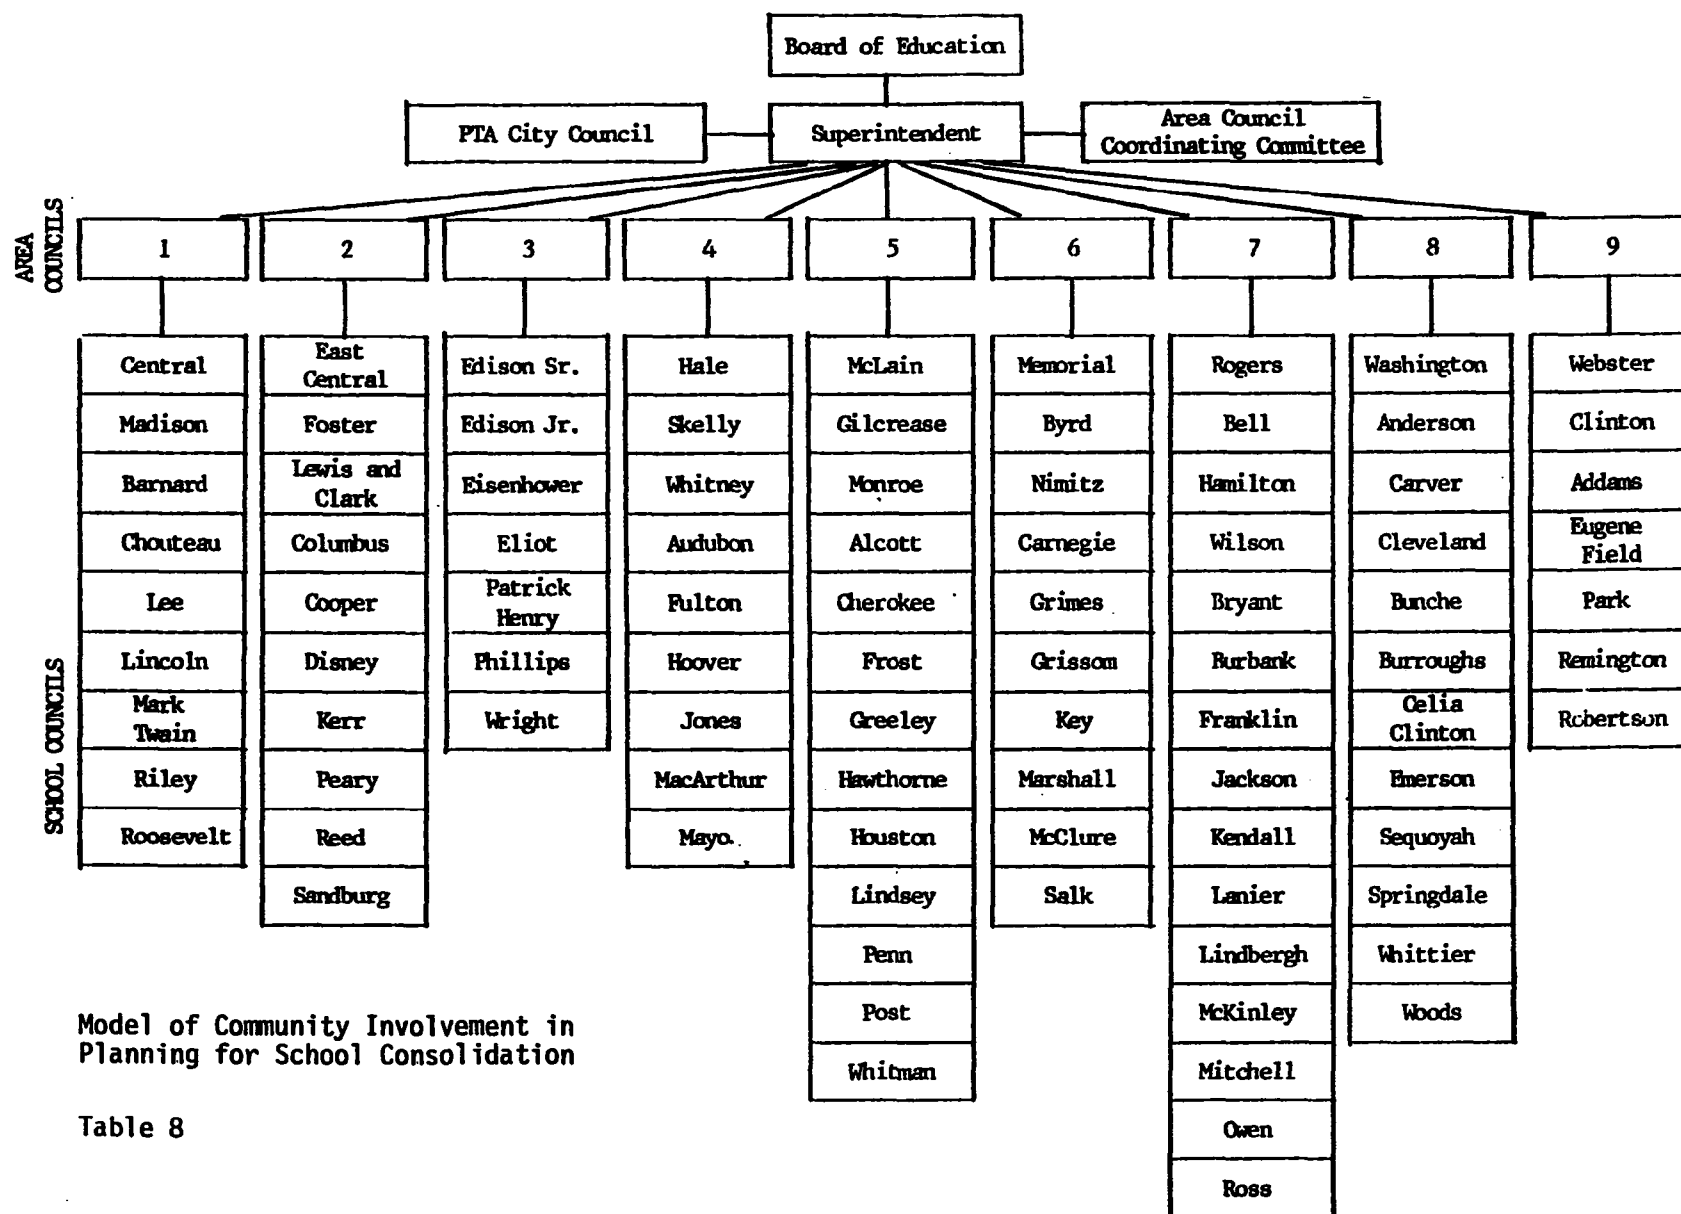 Board of Education
PTA City Council
Superintendent
Area Council
Coordinating Committee
AREA
COUNCILS
1
2
3
4
5
6
7
8
9
SCHOOL COUNCILS
Central
Madison
Barnard
Chouteau
Lee
Lincoln
Mark
Twain
Riley
Roosevelt
East
Central
Foster
Lewis and
Clark
Columbus
Cooper
Disney
Kerr
Peary
Reed
Sandburg
Edison Sr.
Edison Jr.
Eisenhower
Eliot
Patrick
Henry
Phillips
Wright
Hale
Skelly
Whitney
Audubon
Fulton
Hoover
Jones
MacArthur
Mayo
McLain
Gilcrease
Monroe
Alcott
Cherokee
Frost
Greeley
Hawthorne
Houston
Lindsey
Penn
Post
Whitman
Memorial
Byrd
Nimitz
Carnegie
Grimes
Grissom
Key
Marshall
McClure
Salk
Rogers
Bell
Hamilton
Wilson
Bryant
Burbank
Franklin
Jackson
Kendall
Lanier
Lindbergh
McKinley
Mitchell
Owen
Ross
Washington
Anderson
Carver
Cleveland
Bunche
Burroughs
Celia
Clinton
Emerson
Sequoyah
Springdale
Whittier
Woods
Webster
Clinton
Addams
Eugene
Field
Park
Remington
Robertson
Model of Community Involvement in
Planning for School Consolidation
Table 8